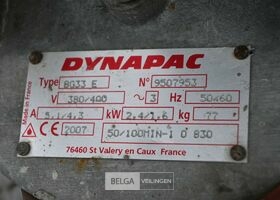 DYNAPAC
Type BG33 E N° 9507953
V 380/400 ~ 3 Hz 50&60
A 5,1/4,3 kW 2,4/1,6 kg 77
CE 2007 50/100MIN-1 O 830
76460 St Valery en Caux France
Made in France
BELGA VEILINGEN